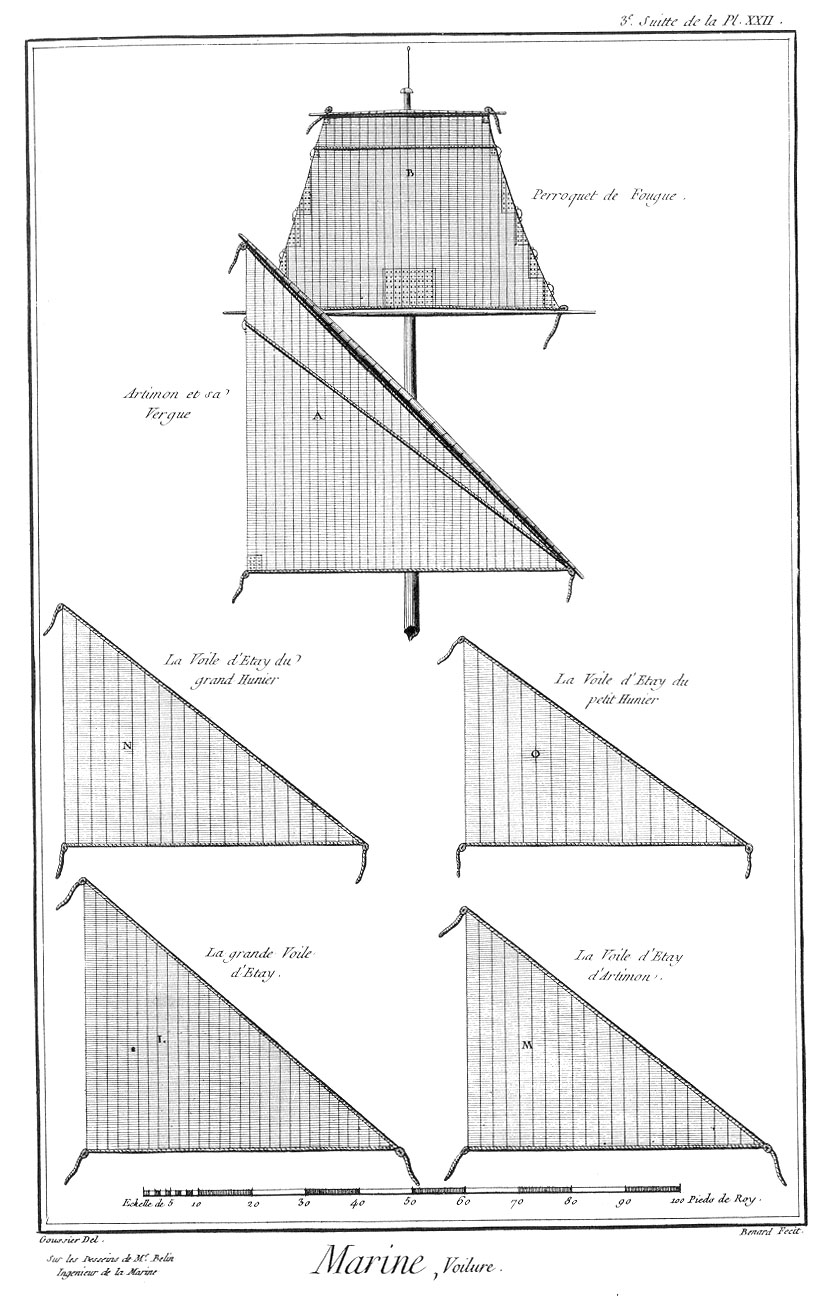 3e. Suitte de la Pl. XXII.
B
Perroquet de Fougue.
Artimon et sa
Vergue
A
La Voile d'Etay du
grand Hunier
N
La Voile d'Etay du
petit Hunier
O
La grande Voile
d'Etay.
L
La Voile d'Etay
d'Artimon.
M
Echelle de 5 10 20 30 40 50 60 70 80 90 100 Pieds de Roy.
Goussier Del.
Benard Fecit.
Sur les Desseins de Mr. Belin
Ingenieur de la Marine
Marine, Voilure.